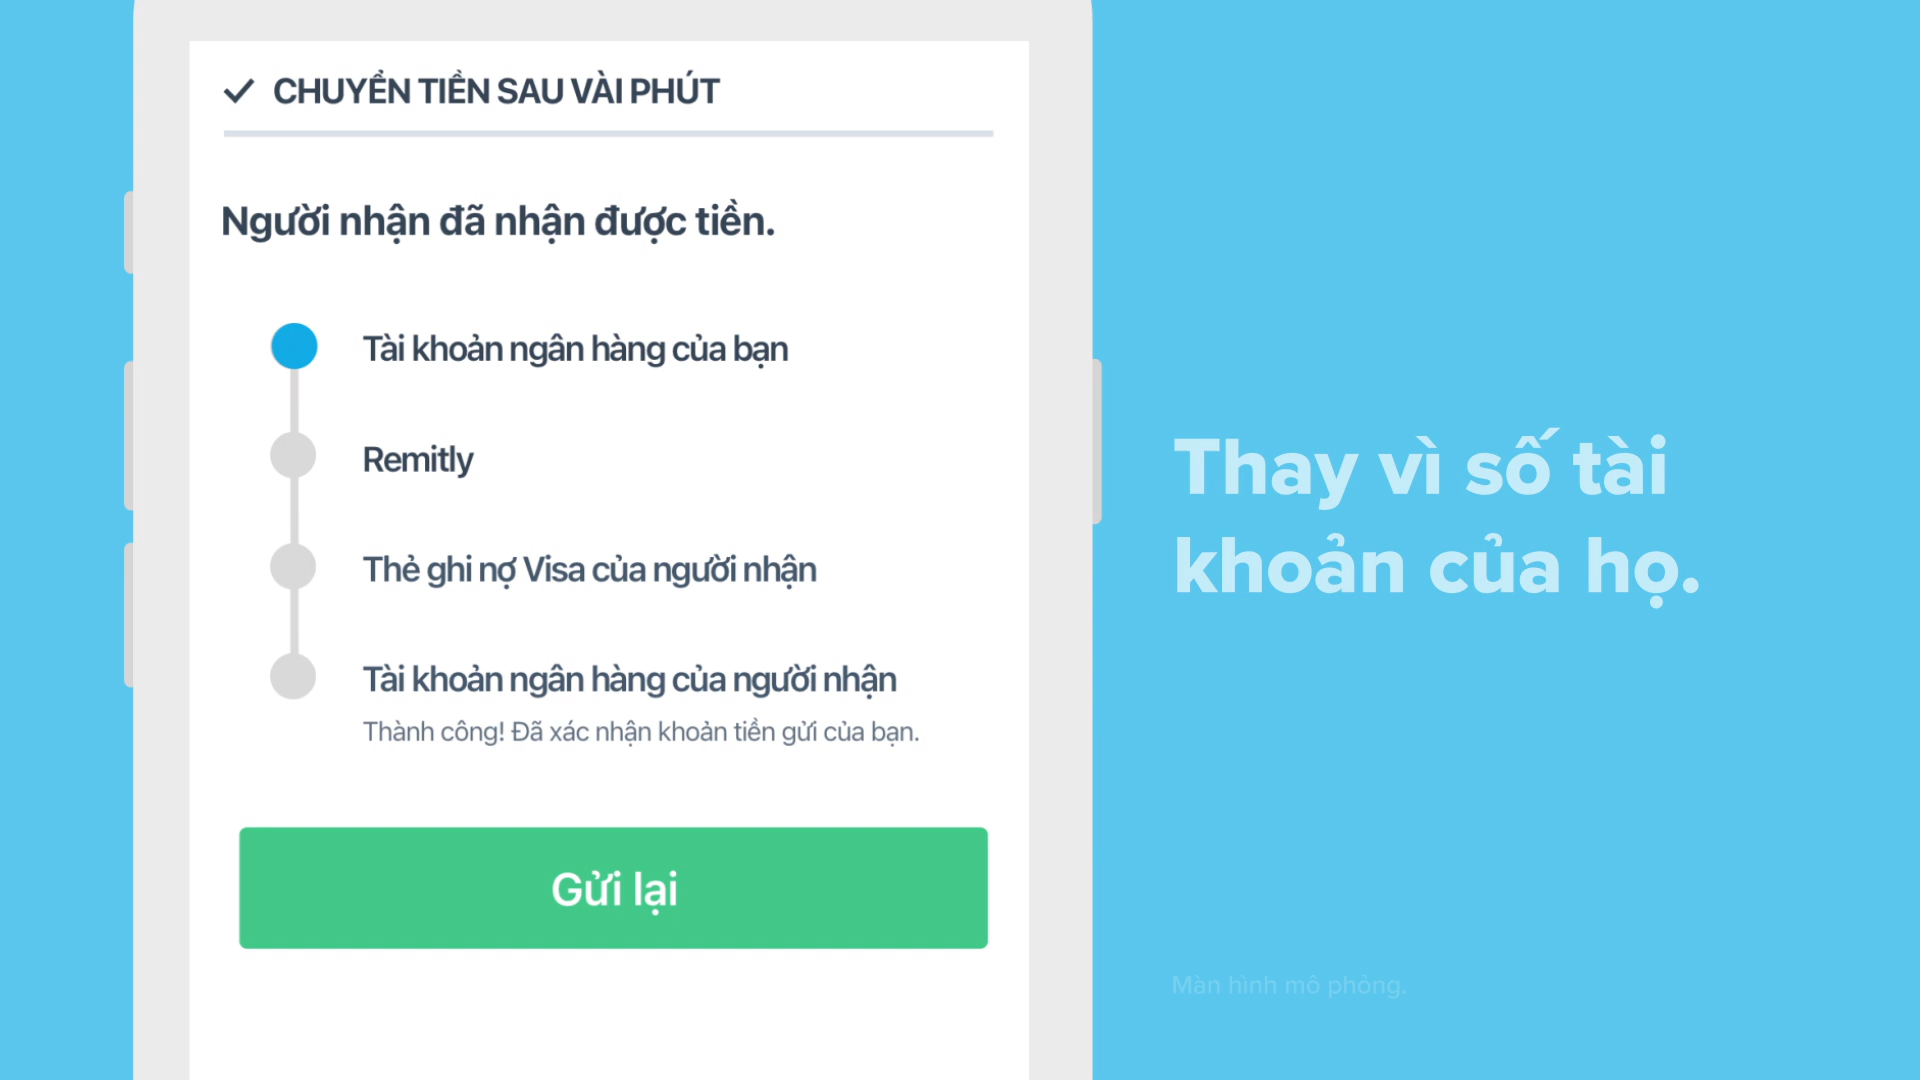 CHUYỂN TIỀN SAU VÀI PHÚT
Người nhận đã nhận được tiền.
Tài khoản ngân hàng của bạn
Remitly
Thẻ ghi nợ Visa của người nhận
Tài khoản ngân hàng của người nhận
Thành công! Đã xác nhận khoản tiền gửi của bạn.
Gửi lại
Thay vì số tài
khoản của họ.
Màn hình mô phỏng.